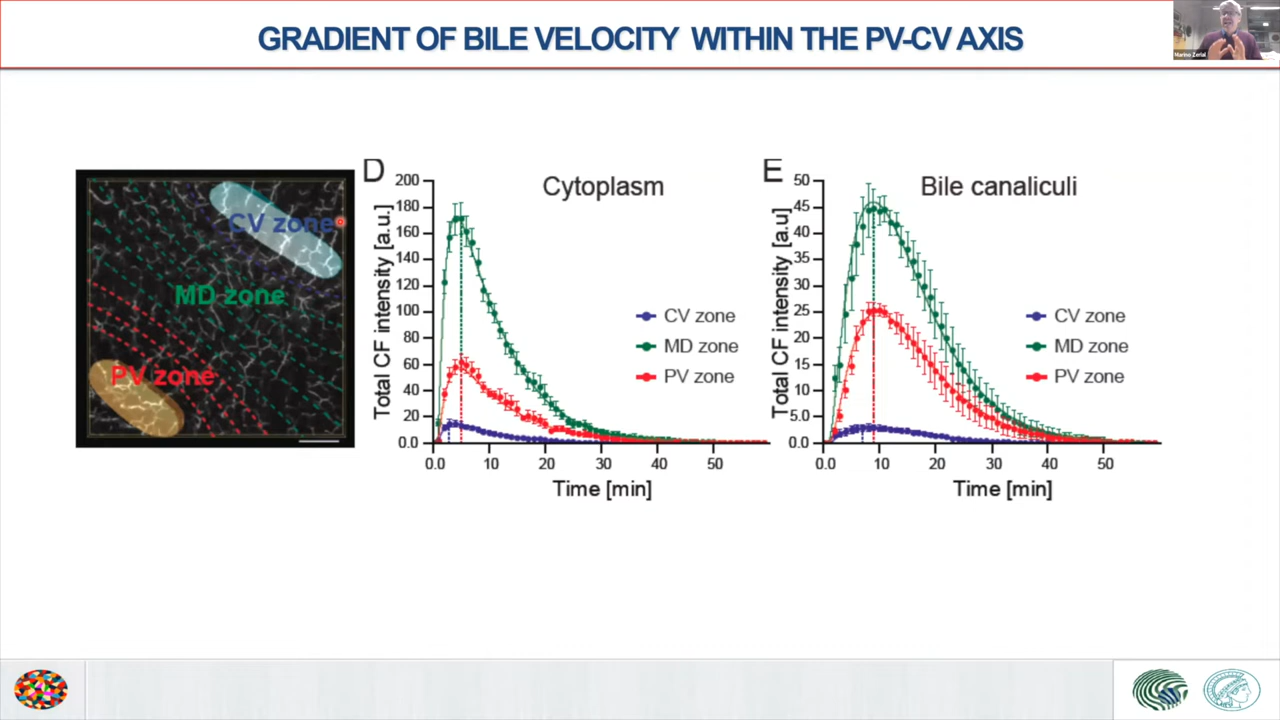 GRADIENT OF BILE VELOCITY WITHIN THE PV-CV AXIS
Marino Zerial
CV zone
MD zone
PV zone
D
Cytoplasm
Total CF intensity [a.u.]
200
180
160
140
120
100
80
60
40
20
0.0
0.0 10 20 30 40 50
Time [min]
CV zone
MD zone
PV zone
E
Bile canaliculi
Total CF intensity [a.u]
50
45
40
35
30
25
20
15
10
5.0
0.0
0.0 10 20 30 40 50
Time [min]
CV zone
MD zone
PV zone